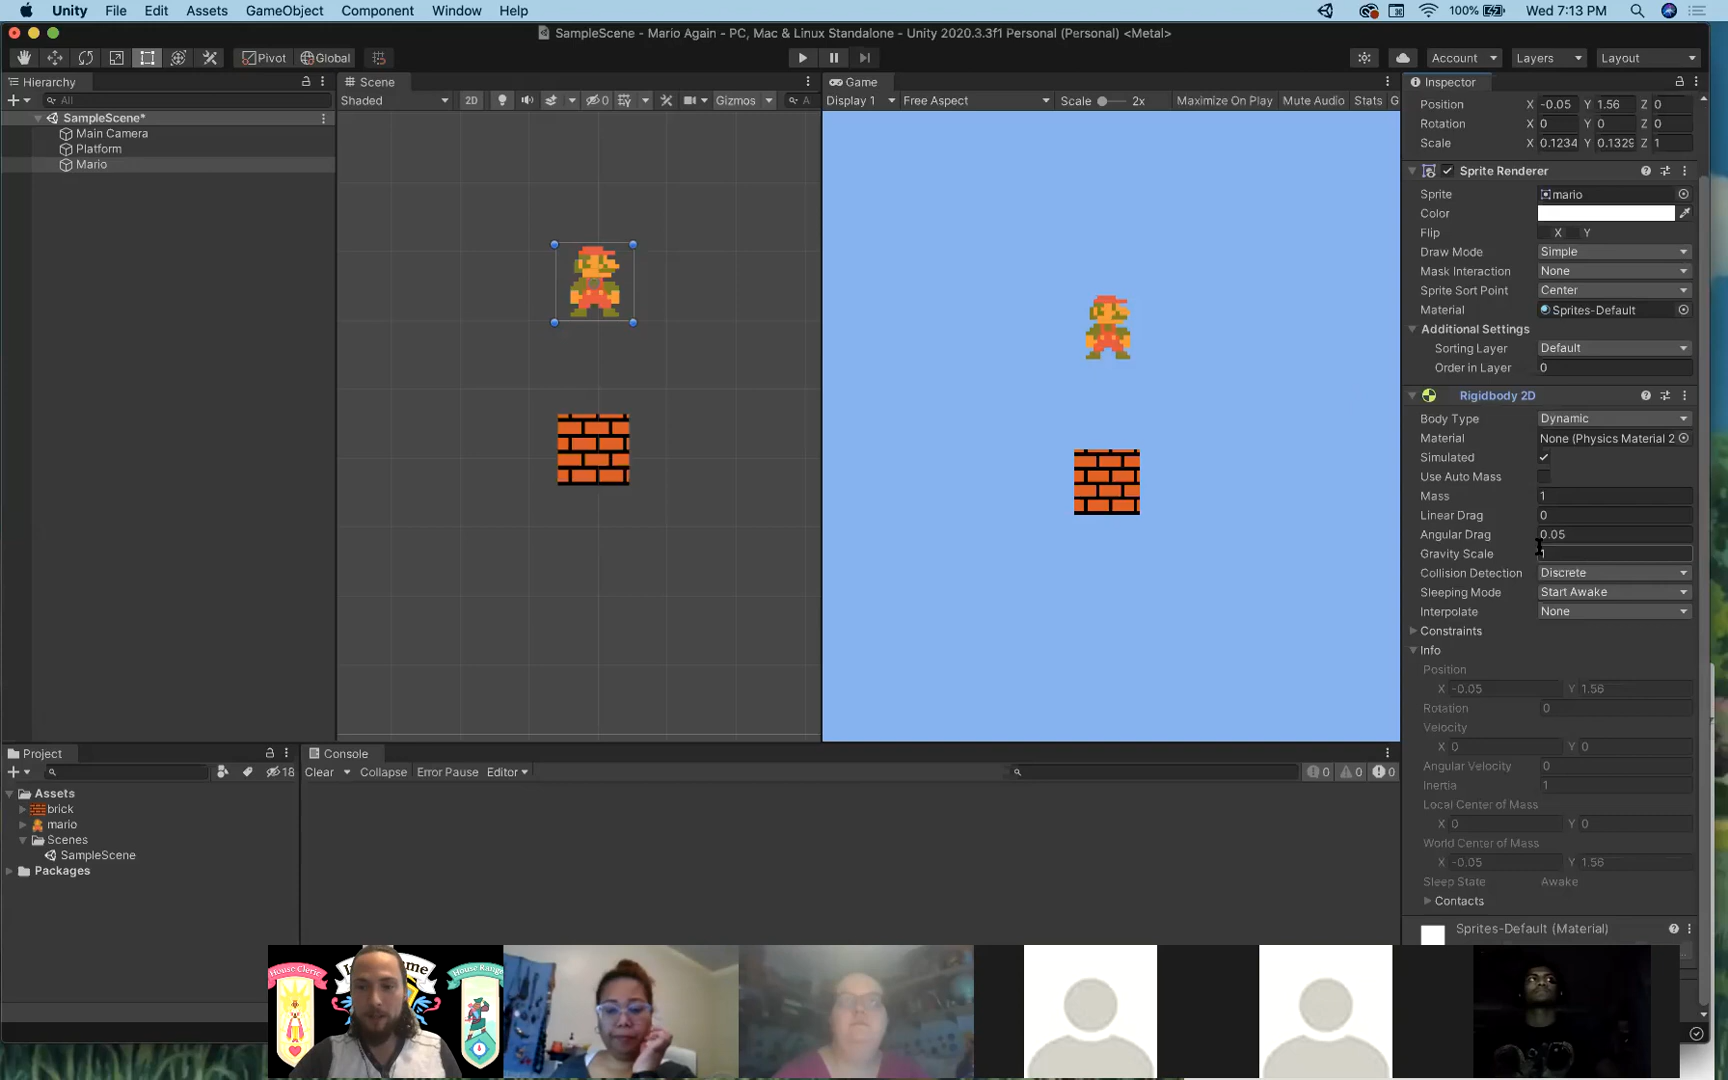 Unity File Edit Assets GameObject Component Window Help 100% Wed 7:13 PM
SampleScene - Mario Again - PC, Mac & Linux Standalone - Unity 2020.3.3f1 Personal (Personal) <Metal>
Pivot Global Account Layers Layout
Hierarchy
All
SampleScene*
Main Camera
Platform
Mario
Scene
Shaded 2D 0 Gizmos A
Game
Display 1 Free Aspect Scale 2x Maximize On Play Mute Audio Stats G
Inspector
Position X -0.05 Y 1.56 Z 0
Rotation X 0 Y 0 Z 0
Scale X 0.1234 Y 0.1329 Z 1
Sprite Renderer
Sprite mario
Color
Flip X Y
Draw Mode Simple
Mask Interaction None
Sprite Sort Point Center
Material Sprites-Default
Additional Settings
Sorting Layer Default
Order in Layer 0
Rigidbody 2D
Body Type Dynamic
Material None (Physics Material 2
Simulated
Use Auto Mass
Mass 1
Linear Drag 0
Angular Drag 0.05
Gravity Scale 1
Collision Detection Discrete
Sleeping Mode Start Awake
Interpolate None
Constraints
Info
Position
X -0.05 Y 1.56
Rotation 0
Velocity
X 0 Y 0
Angular Velocity 0
Inertia 1
Local Center of Mass
X 0 Y 0
World Center of Mass
X -0.05 Y 1.56
Sleep State Awake
Contacts
Sprites-Default (Material)
Project
18
Assets
brick
mario
Scenes
SampleScene
Packages
Console
Clear Collapse Error Pause Editor 0 0 0
House Cleric
House Range